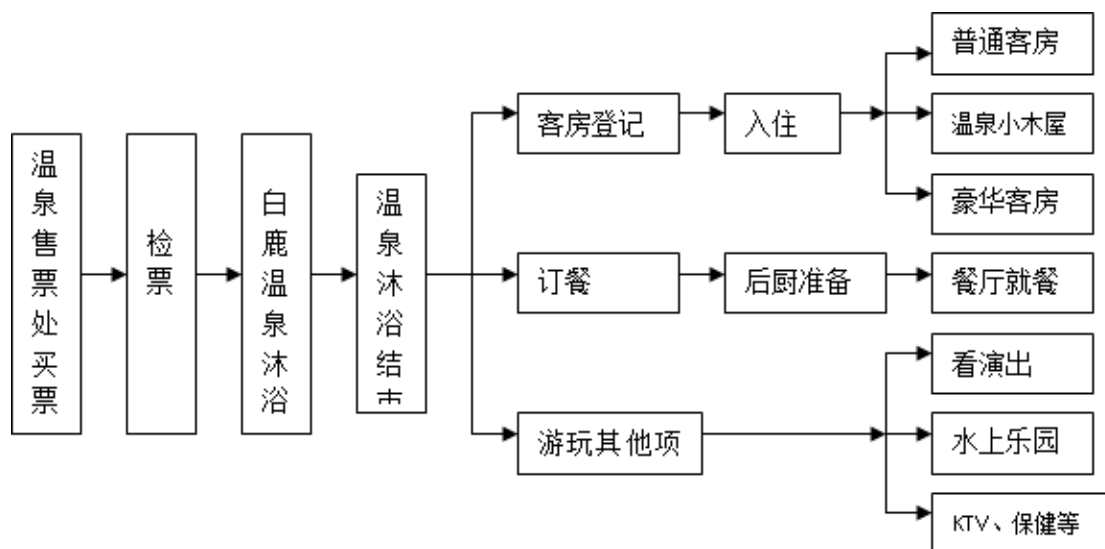 温泉售票处买票
检票
白鹿温泉沐浴
温泉沐浴结束
客房登记
入住
普通客房
温泉小木屋
豪华客房
订餐
后厨准备
餐厅就餐
游玩其他项
看演出
水上乐园
KTV、保健等